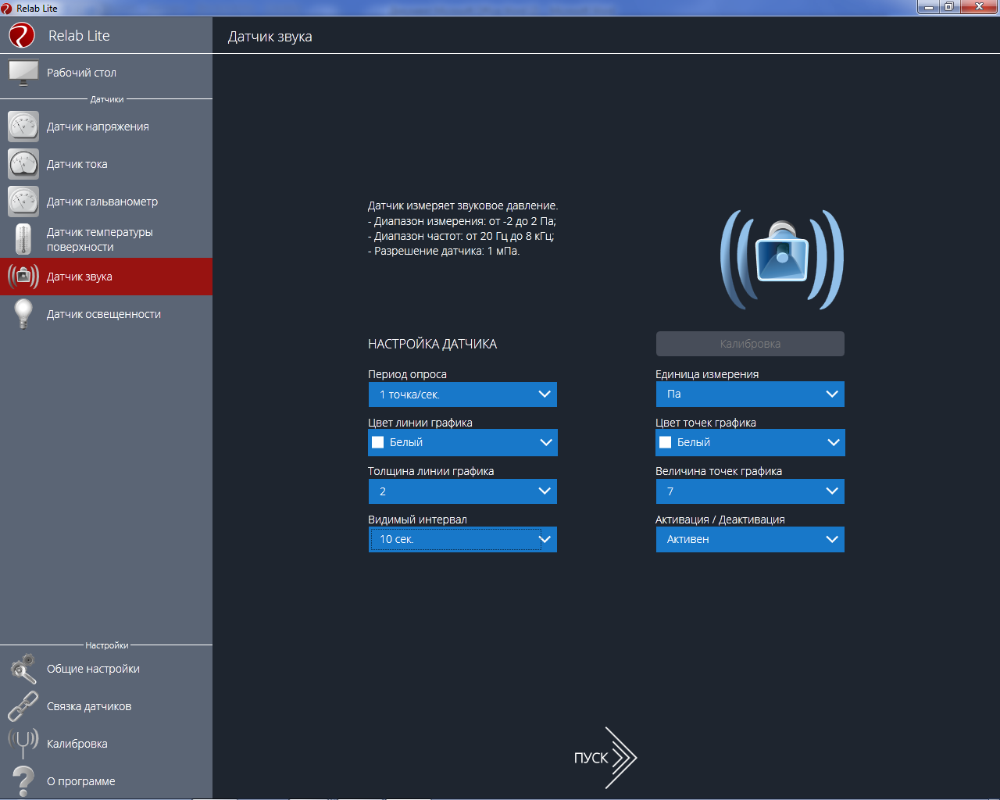 Relab Lite
Relab Lite
Датчик звука
Рабочий стол
Датчики
Датчик напряжения
Датчик тока
Датчик гальванометр
Датчик температуры
поверхности
Датчик звука
Датчик освещенности
Настройки
Общие настройки
Связка датчиков
Калибровка
О программе
Датчик измеряет звуковое давление.
- Диапазон измерения: от -2 до 2 Па;
- Диапазон частот: от 20 Гц до 8 кГц;
- Разрешение датчика: 1 мПа.
НАСТРОЙКА ДАТЧИКА
Калибровка
Период опроса
1 точка/сек.
Единица измерения
Па
Цвет линии графика
Белый
Цвет точек графика
Белый
Толщина линии графика
2
Величина точек графика
7
Видимый интервал
10 сек.
Активация / Деактивация
Активен
ПУСК